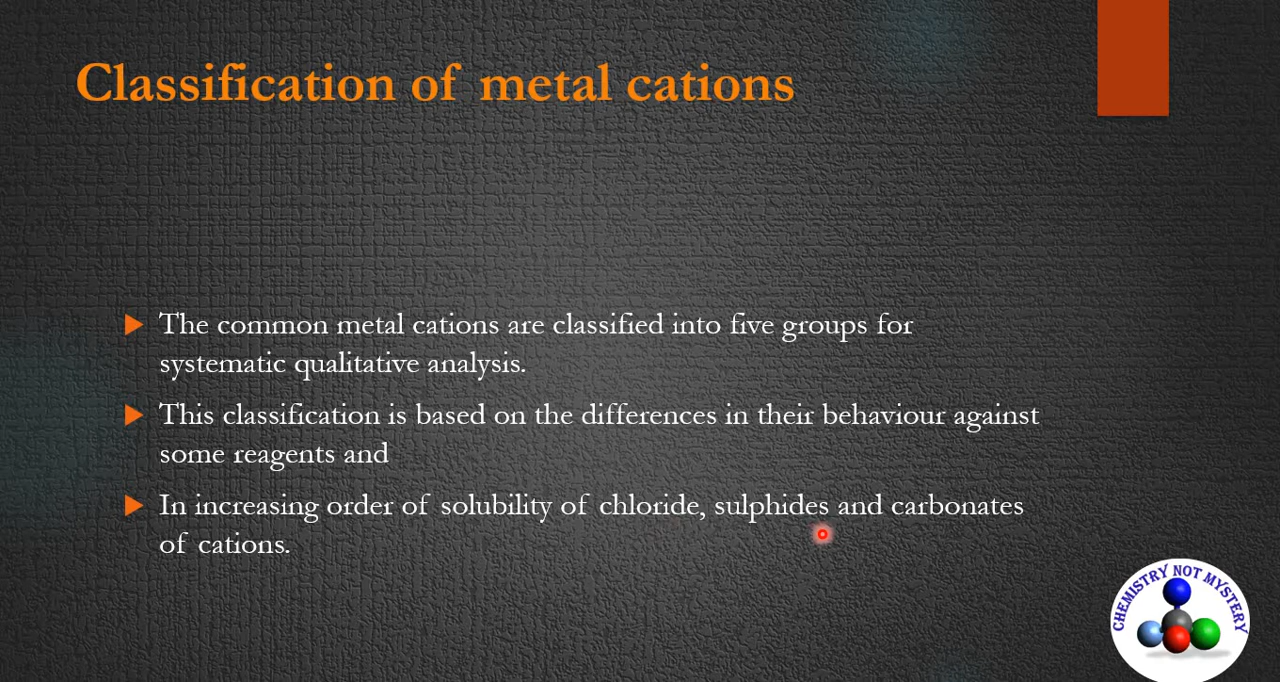 Classification of metal cations
The common metal cations are classified into five groups for
systematic qualitative analysis.
This classification is based on the differences in their behaviour against
some reagents and
In increasing order of solubility of chloride, sulphides and carbonates
of cations.
CHEMISTRY NOT MYSTERY